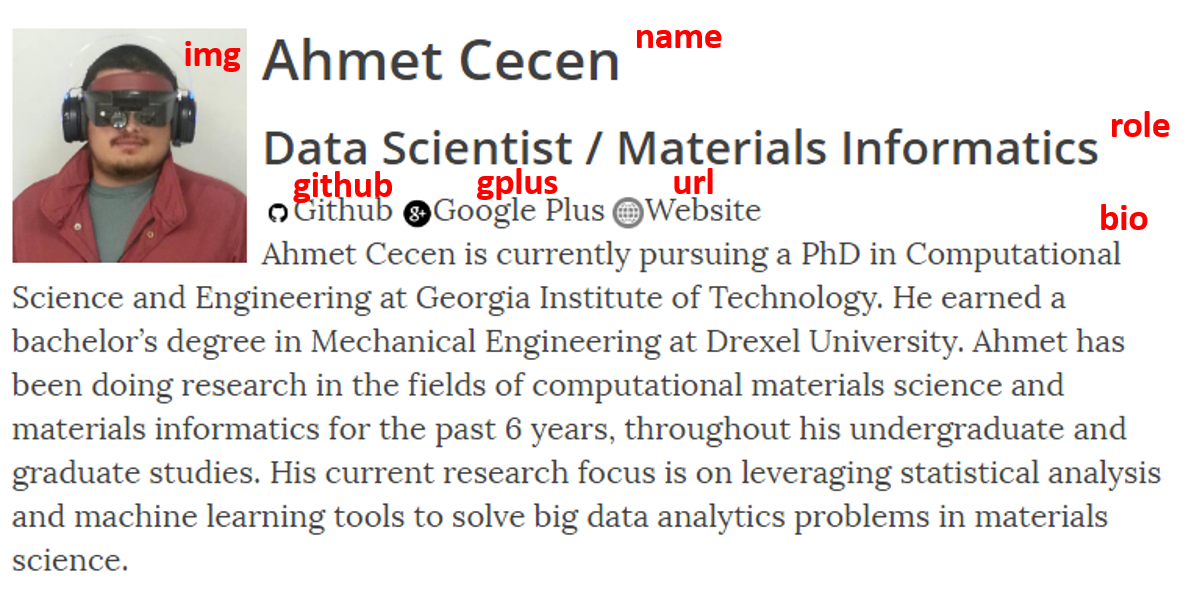 img
Ahmet Cecen name
Data Scientist / Materials Informatics role
github gplus url
Github g+ Google Plus Website
bio
Ahmet Cecen is currently pursuing a PhD in Computational
Science and Engineering at Georgia Institute of Technology. He earned a
bachelor’s degree in Mechanical Engineering at Drexel University. Ahmet has
been doing research in the fields of computational materials science and
materials informatics for the past 6 years, throughout his undergraduate and
graduate studies. His current research focus is on leveraging statistical analysis
and machine learning tools to solve big data analytics problems in materials
science.